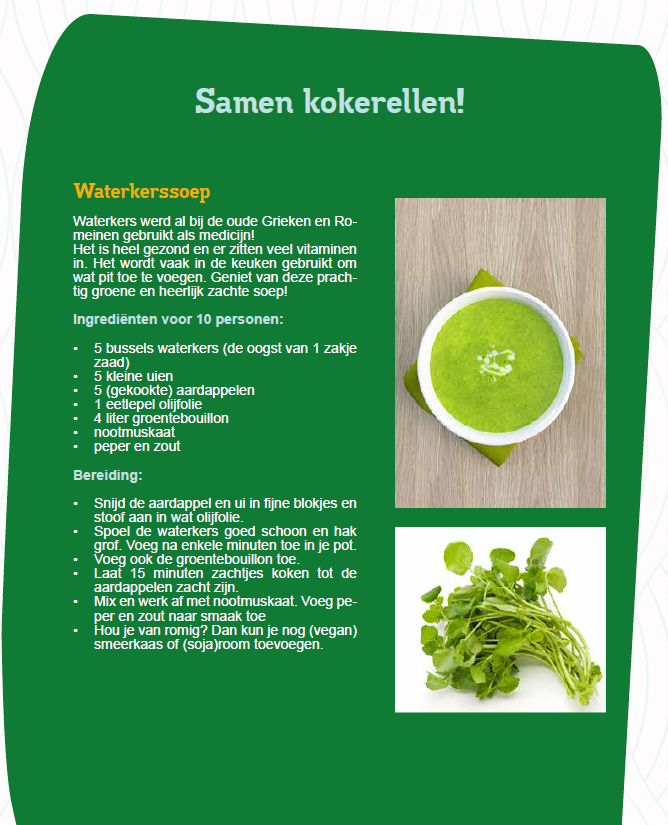 Samen kokerellen!
Waterkerssoep
Waterkers werd al bij de oude Grieken en Ro-
meinen gebruikt als medicijn!
Het is heel gezond en er zitten veel vitaminen
in. Het wordt vaak in de keuken gebruikt om
wat pit toe te voegen. Geniet van deze prach-
tig groene en heerlijk zachte soep!
Ingrediënten voor 10 personen:
• 5 bussels waterkers (de oogst van 1 zakje
zaad)
• 5 kleine uien
• 5 (gekookte) aardappelen
• 1 eetlepel olijfolie
• 4 liter groentebouillon
• nootmuskaat
• peper en zout
Bereiding:
• Snijd de aardappel en ui in fijne blokjes en
stoof aan in wat olijfolie.
• Spoel de waterkers goed schoon en hak
grof. Voeg na enkele minuten toe in je pot.
• Voeg ook de groentebouillon toe.
• Laat 15 minuten zachtjes koken tot de
aardappelen zacht zijn.
• Mix en werk af met nootmuskaat. Voeg pe-
per en zout naar smaak toe
• Hou je van romig? Dan kun je nog (vegan)
smeerkaas of (soja)room toevoegen.